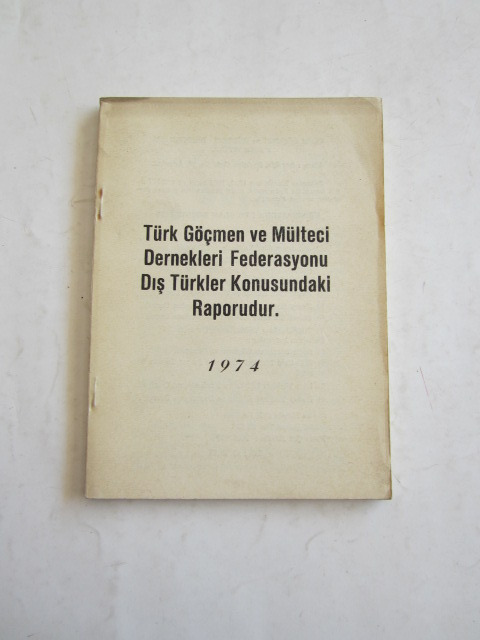 Türk Göçmen ve Mülteci
Dernekleri Federasyonu
Dış Türkler Konusundaki
Raporudur.
1974